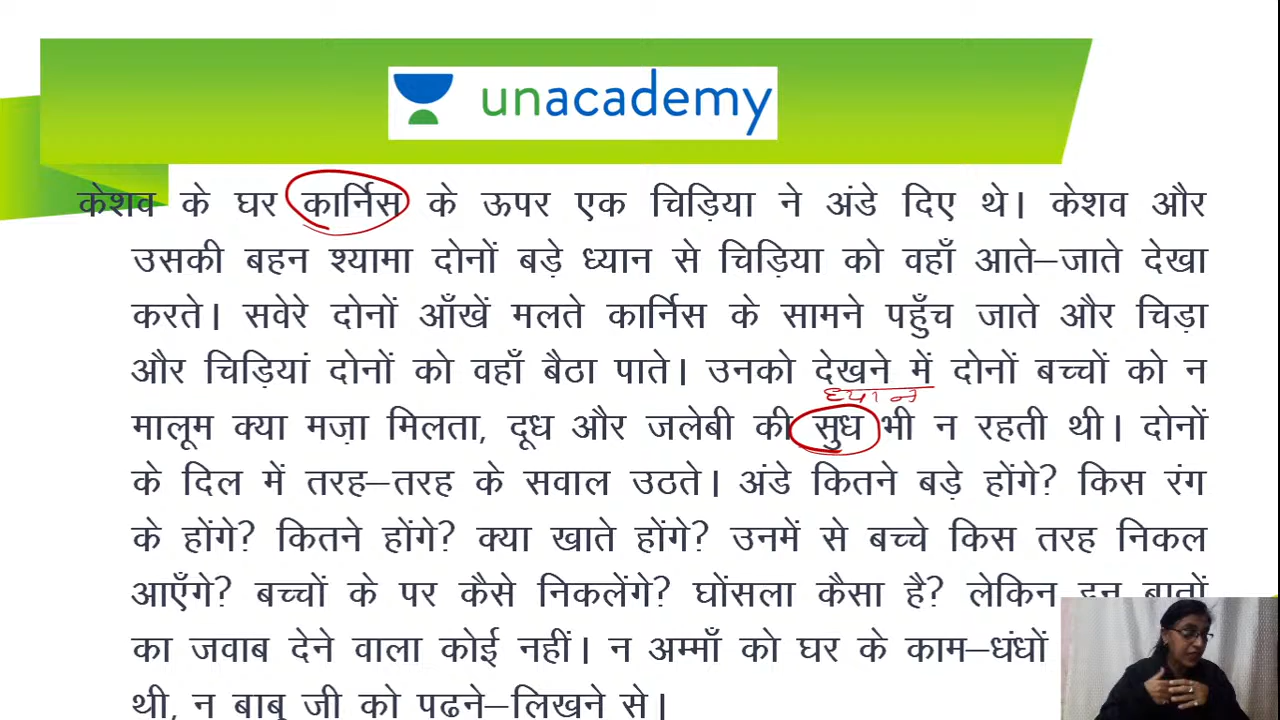 unacademy
केशव के घर कार्निस के ऊपर एक चिड़िया ने अंडे दिए थे। केशव और
उसकी बहन श्यामा दोनों बड़े ध्यान से चिड़िया को वहाँ आते–जाते देखा
करते। सवेरे दोनों आँखें मलते कार्निस के सामने पहुँच जाते और चिड़ा
और चिड़ियां दोनों को वहाँ बैठा पाते। उनको देखने में दोनों बच्चों को न
ध्यान
मालूम क्या मज़ा मिलता, दूध और जलेबी की सुध भी न रहती थी। दोनों
के दिल में तरह–तरह के सवाल उठते। अंडे कितने बड़े होंगे? किस रंग
के होंगे? कितने होंगे? क्या खाते होंगे? उनमें से बच्चे किस तरह निकल
आएँगे? बच्चों के पर कैसे निकलेंगे? घोंसला कैसा है? लेकिन इन बातों
का जवाब देने वाला कोई नहीं। न अम्माँ को घर के काम–धंधों
थी, न बाबू जी को पढने–लिखने से।